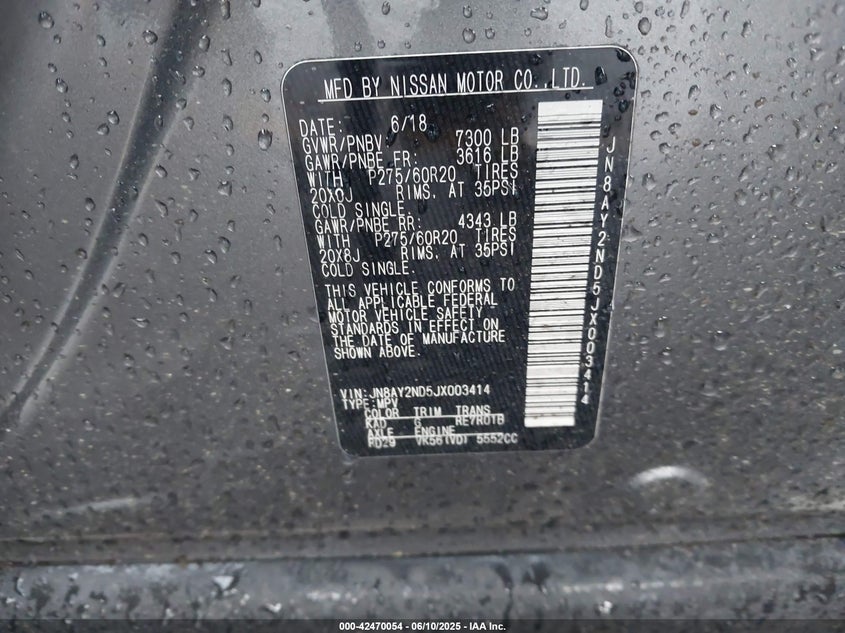 MFD BY NISSAN MOTOR CO.,LTD.
DATE: 6/18
GVWR/PNBV 7300 LB
GAWR/PNBE FR: 3616 LB
WITH P275/60R20 TIRES
20X8J RIMS, AT 35PSI
COLD SINGLE.
GAWR/PNBE RR: 4343 LB
WITH P275/60R20 TIRES
20X8J RIMS, AT 35PSI
COLD SINGLE.
THIS VEHICLE CONFORMS TO
ALL APPLICABLE FEDERAL
MOTOR VEHICLE SAFETY
STANDARDS IN EFFECT ON
THE DATE OF MANUFACTURE
SHOWN ABOVE.
VIN: JN8AY2ND5JX003414
TYPE: MPV
COLOR TRIM TRANS
KAD G RE7R01B
AXLE ENGINE
RD29 VK56(VD) 5552CC
JN8AY2ND5JX003414
000-42470054 / 06/10/2025 - IAA Inc.